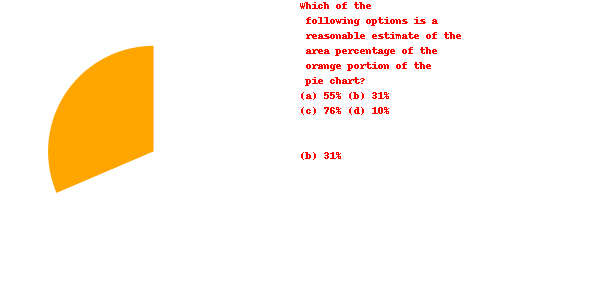 Which of the
following options is a
reasonable estimate of the
area percentage of the
orange portion of the
pie chart?
(a) 55% (b) 31%
(c) 76% (d) 10%
(b) 31%